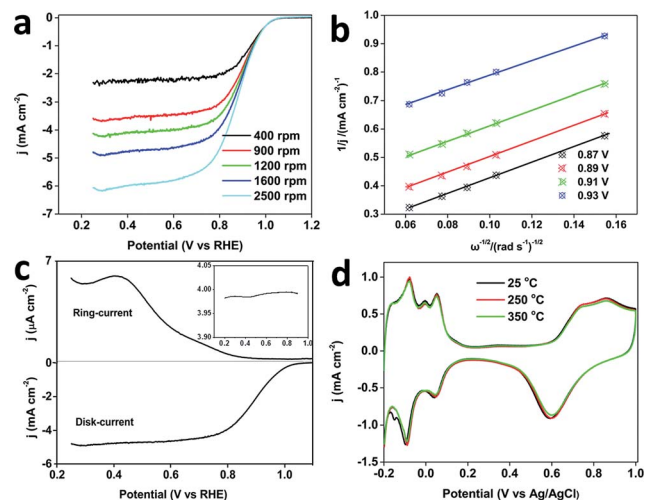 a
0
-1
-2
-3
-4
-5
-6
-7
j (mA cm-2)
0.0 0.2 0.4 0.6 0.8 1.0 1.2
Potential (V vs RHE)
400 rpm
900 rpm
1200 rpm
1600 rpm
2500 rpm
b
1.0
0.9
0.8
0.7
0.6
0.5
0.4
0.3
1/j /(mA cm-2)-1
0.06 0.08 0.10 0.12 0.14 0.16
ω-1/2/(rad s-1)-1/2
0.87 V
0.89 V
0.91 V
0.93 V
c
7
0
-2
-4
-6
j (μA cm-2)
j (mA cm-2)
Ring-current
Disk-current
4.05
4.00
3.95
3.90
0.2 0.4 0.6 0.8 1.0
0.2 0.4 0.6 0.8 1.0
Potential (V vs RHE)
d
1.0
0.5
0.0
-0.5
-1.0
-1.5
j (mA cm-2)
25 °C
250 °C
350 °C
-0.2 0.0 0.2 0.4 0.6 0.8 1.0
Potential (V vs Ag/AgCl)